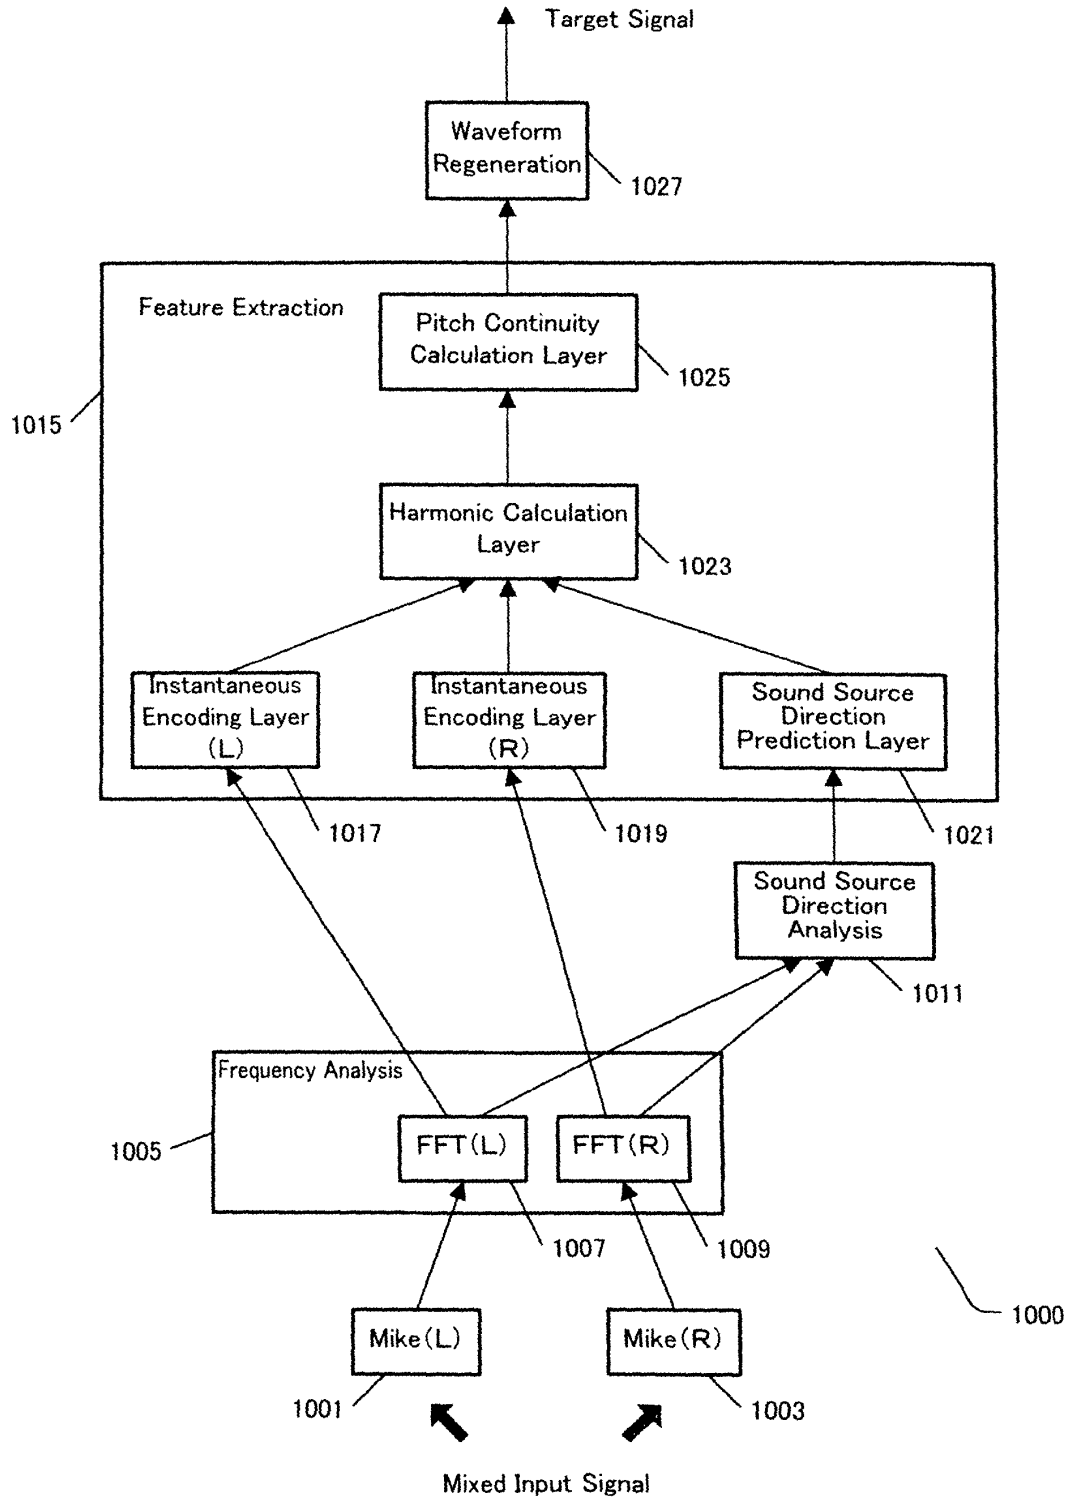 Target Signal
Waveform
Regeneration
1027
Feature Extraction
Pitch Continuity
Calculation Layer
1025
1015
Harmonic Calculation
Layer
1023
Instantaneous
Encoding Layer
(L)
Instantaneous
Encoding Layer
(R)
Sound Source
Direction
Prediction Layer
1017
1019
1021
Sound Source
Direction
Analysis
1011
Frequency Analysis
1005
FFT(L)
FFT(R)
1007
1009
1000
Mike(L)
Mike(R)
1001
1003
Mixed Input Signal